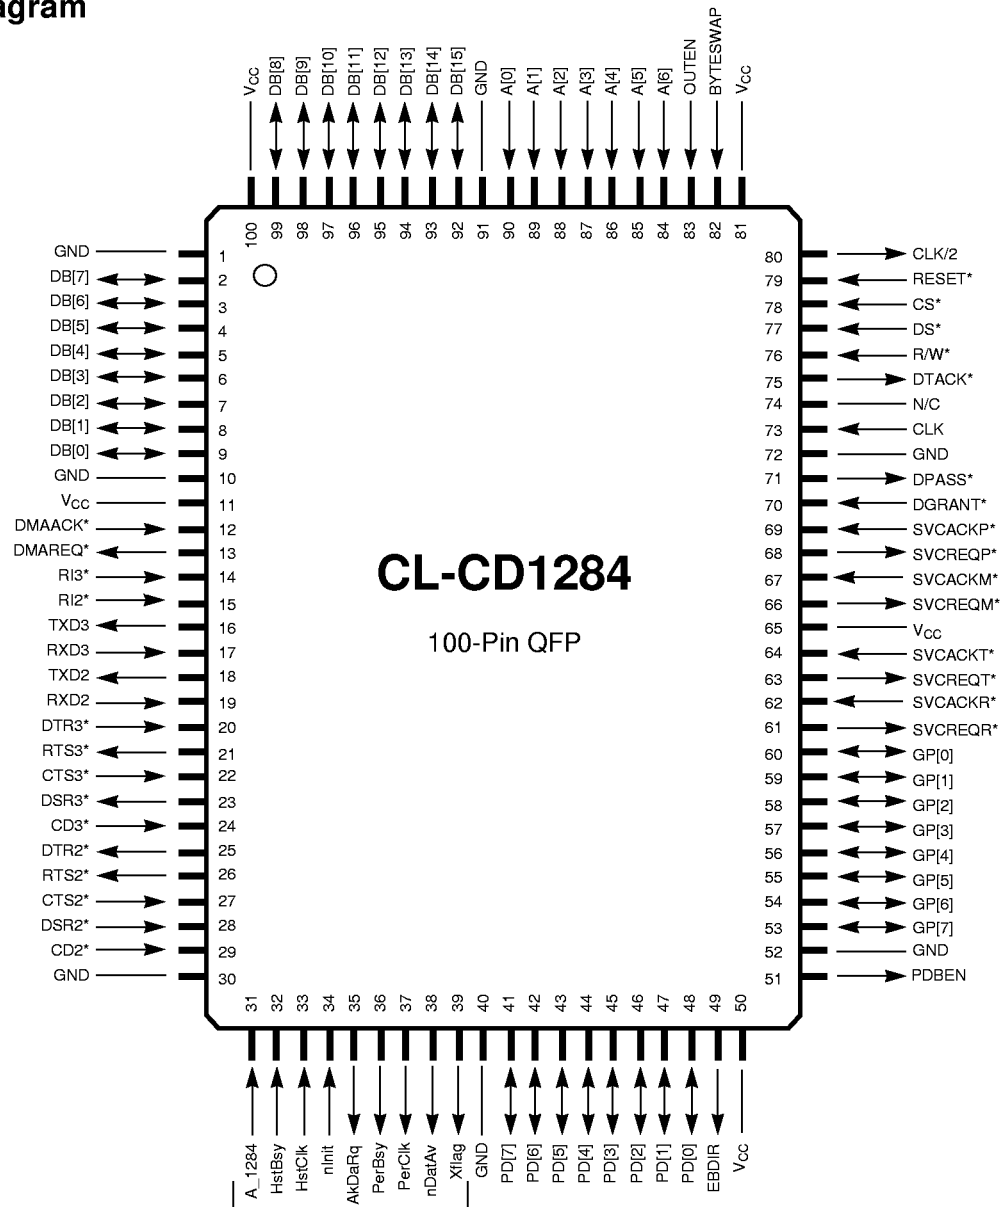 agram
VCC
DB[8]
DB[9]
DB[10]
DB[11]
DB[12]
DB[13]
DB[14]
DB[15]
GND
A[0]
A[1]
A[2]
A[3]
A[4]
A[5]
A[6]
OUTEN
BYTESWAP
VCC
100 99 98 97 96 95 94 93 92 91 90 89 88 87 86 85 84 83 82 81
GND 1
DB[7] 2
DB[6] 3
DB[5] 4
DB[4] 5
DB[3] 6
DB[2] 7
DB[1] 8
DB[0] 9
GND 10
VCC 11
DMAACK* 12
DMAREQ* 13
RI3* 14
RI2* 15
TXD3 16
RXD3 17
TXD2 18
RXD2 19
DTR3* 20
RTS3* 21
CTS3* 22
DSR3* 23
CD3* 24
DTR2* 25
RTS2* 26
CTS2* 27
DSR2* 28
CD2* 29
GND 30
CL-CD1284
100-Pin QFP
80 CLK/2
79 RESET*
78 CS*
77 DS*
76 R/W*
75 DTACK*
74 N/C
73 CLK
72 GND
71 DPASS*
70 DGRANT*
69 SVCACKP*
68 SVCREQP*
67 SVCACKM*
66 SVCREQM*
65 VCC
64 SVCACKT*
63 SVCREQT*
62 SVCACKR*
61 SVCREQR*
60 GP[0]
59 GP[1]
58 GP[2]
57 GP[3]
56 GP[4]
55 GP[5]
54 GP[6]
53 GP[7]
52 GND
51 PDBEN
31 32 33 34 35 36 37 38 39 40 41 42 43 44 45 46 47 48 49 50
A_1284
HstBsy
HstClk
nInit
AkDaRq
PerBsy
PerClk
nDatAv
Xflag
GND
PD[7]
PD[6]
PD[5]
PD[4]
PD[3]
PD[2]
PD[1]
PD[0]
EBDIR
VCC